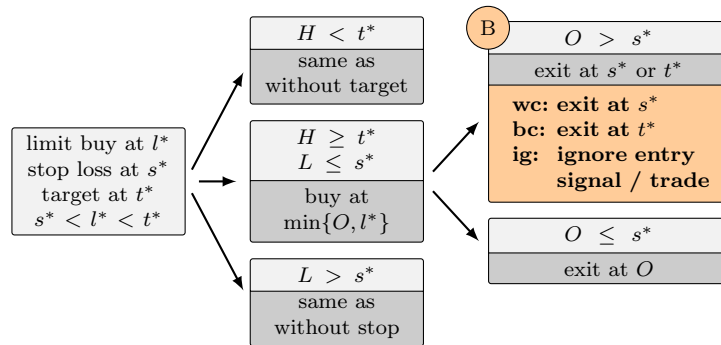 limit buy at l*
stop loss at s*
target at t*
s* < l* < t*
H < t*
same as
without target
H ≥ t*
L ≤ s*
buy at
min{O, l*}
L > s*
same as
without stop
B
O > s*
exit at s* or t*
wc: exit at s*
bc: exit at t*
ig: ignore entry
signal / trade
O ≤ s*
exit at O